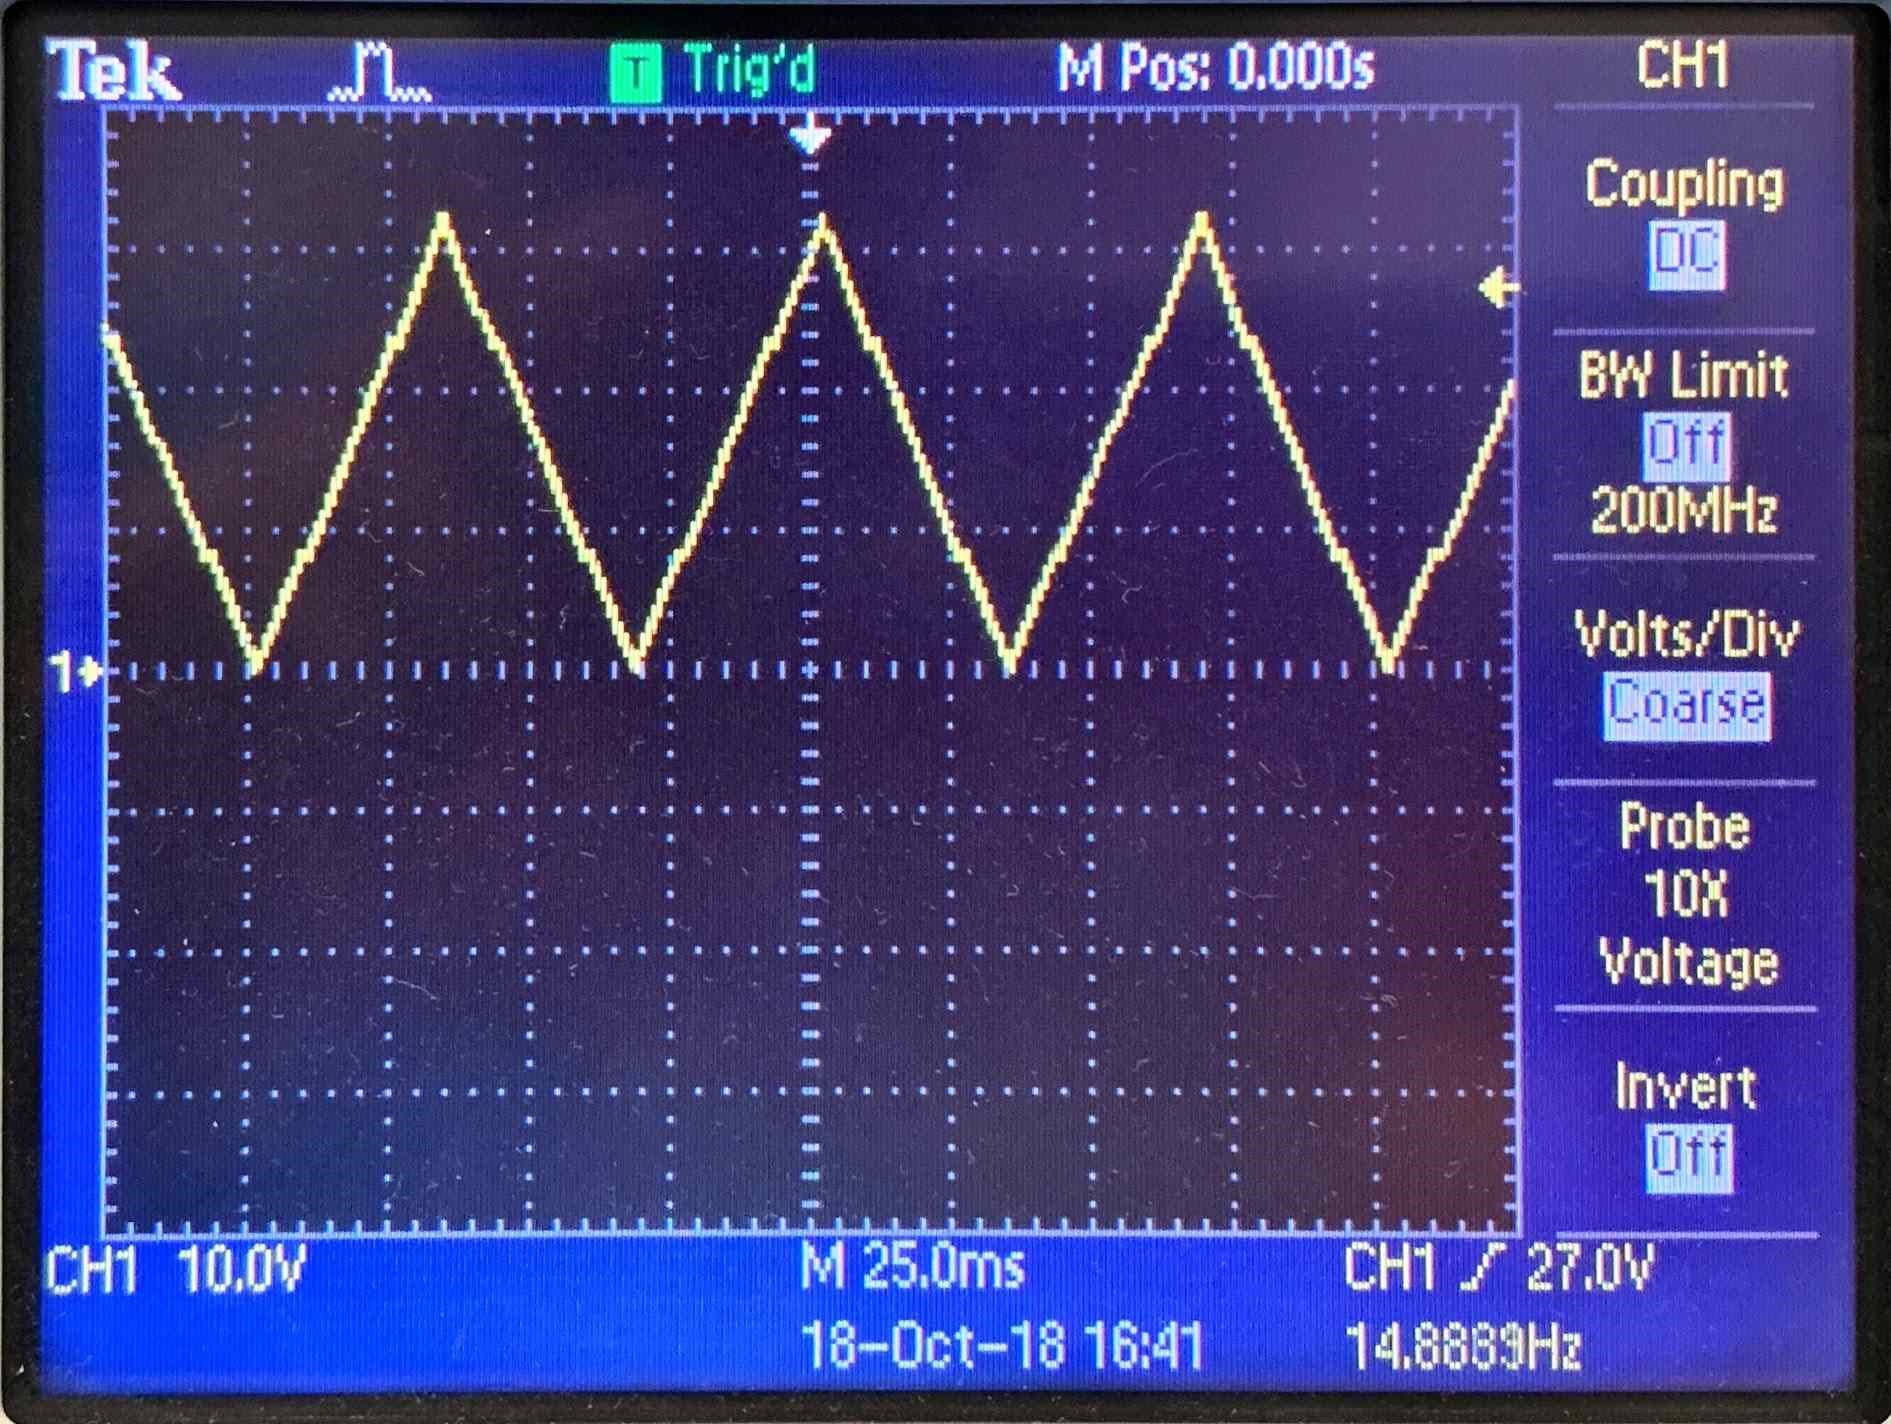 Tek T Trig'd M Pos: 0.000s CH1
Coupling
DC
BW Limit
Off
200MHz
Volts/Div
Coarse
Probe
10X
Voltage
Invert
Off
1
CH1 10.0V M 25.0ms CH1 27.0V
18-Oct-18 16:41 14.8889Hz